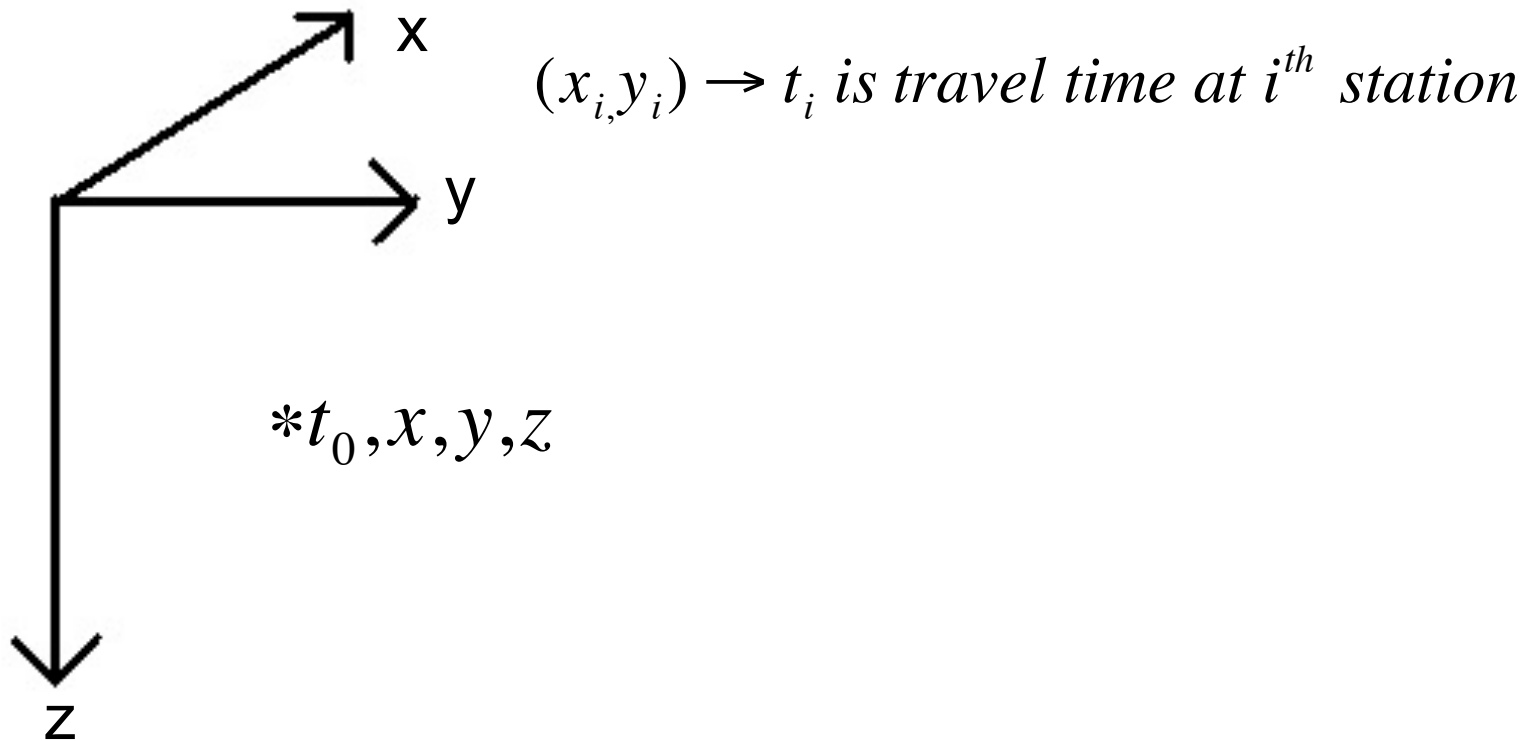 x
(x_i, y_i) → t_i is travel time at i^th station
y
*t_0, x, y, z
z